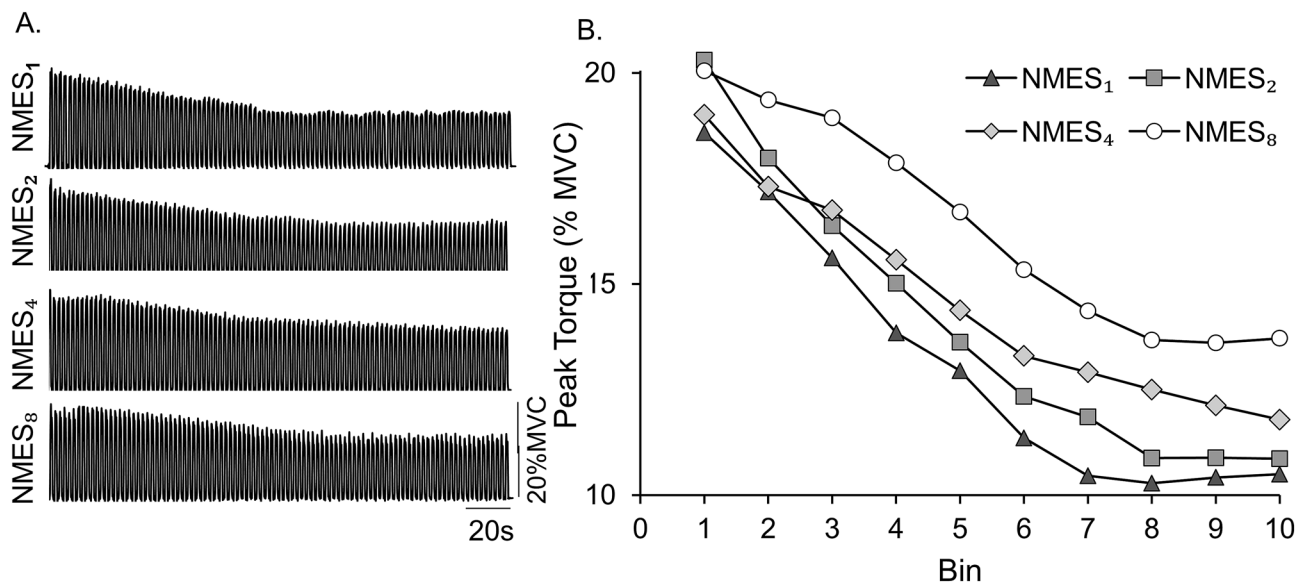 A.
NMES₁
NMES₂
NMES₄
NMES₈
20%MVC
20s
B.
Peak Torque (% MVC)
20
15
10
0 1 2 3 4 5 6 7 8 9 10
Bin
NMES₁ NMES₂
NMES₄ NMES₈